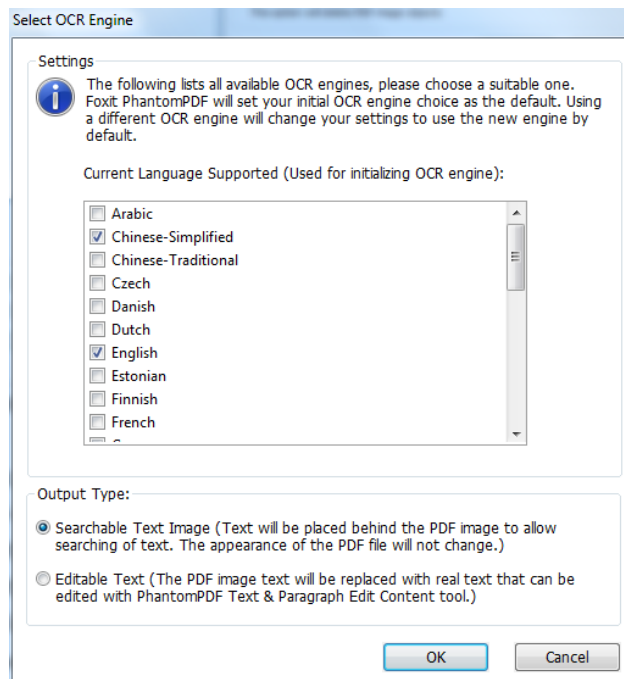 Select OCR Engine
Settings
The following lists all available OCR engines, please choose a suitable one.
Foxit PhantomPDF will set your initial OCR engine choice as the default. Using
a different OCR engine will change your settings to use the new engine by
default.
Current Language Supported (Used for initializing OCR engine):
Arabic
Chinese-Simplified
Chinese-Traditional
Czech
Danish
Dutch
English
Estonian
Finnish
French
Output Type:
Searchable Text Image (Text will be placed behind the PDF image to allow
searching of text. The appearance of the PDF file will not change.)
Editable Text (The PDF image text will be replaced with real text that can be
edited with PhantomPDF Text & Paragraph Edit Content tool.)
OK
Cancel